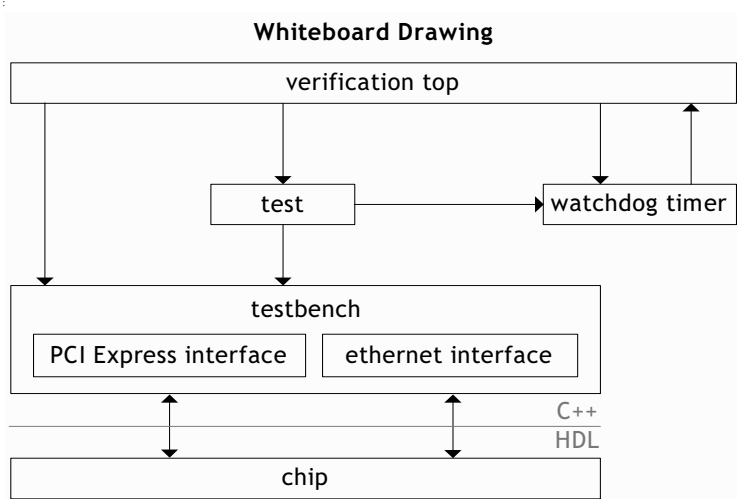 Whiteboard Drawing
verification top
test
watchdog timer
testbench
PCI Express interface
ethernet interface
C++
HDL
chip